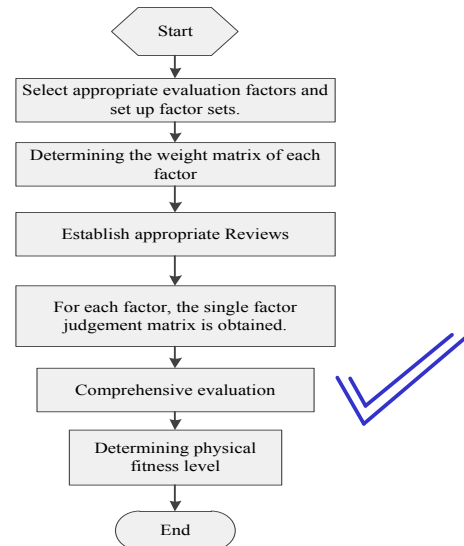 Start
Select appropriate evaluation factors and
set up factor sets.
Determining the weight matrix of each
factor
Establish appropriate Reviews
For each factor, the single factor
judgement matrix is obtained.
Comprehensive evaluation
Determining physical
fitness level
End